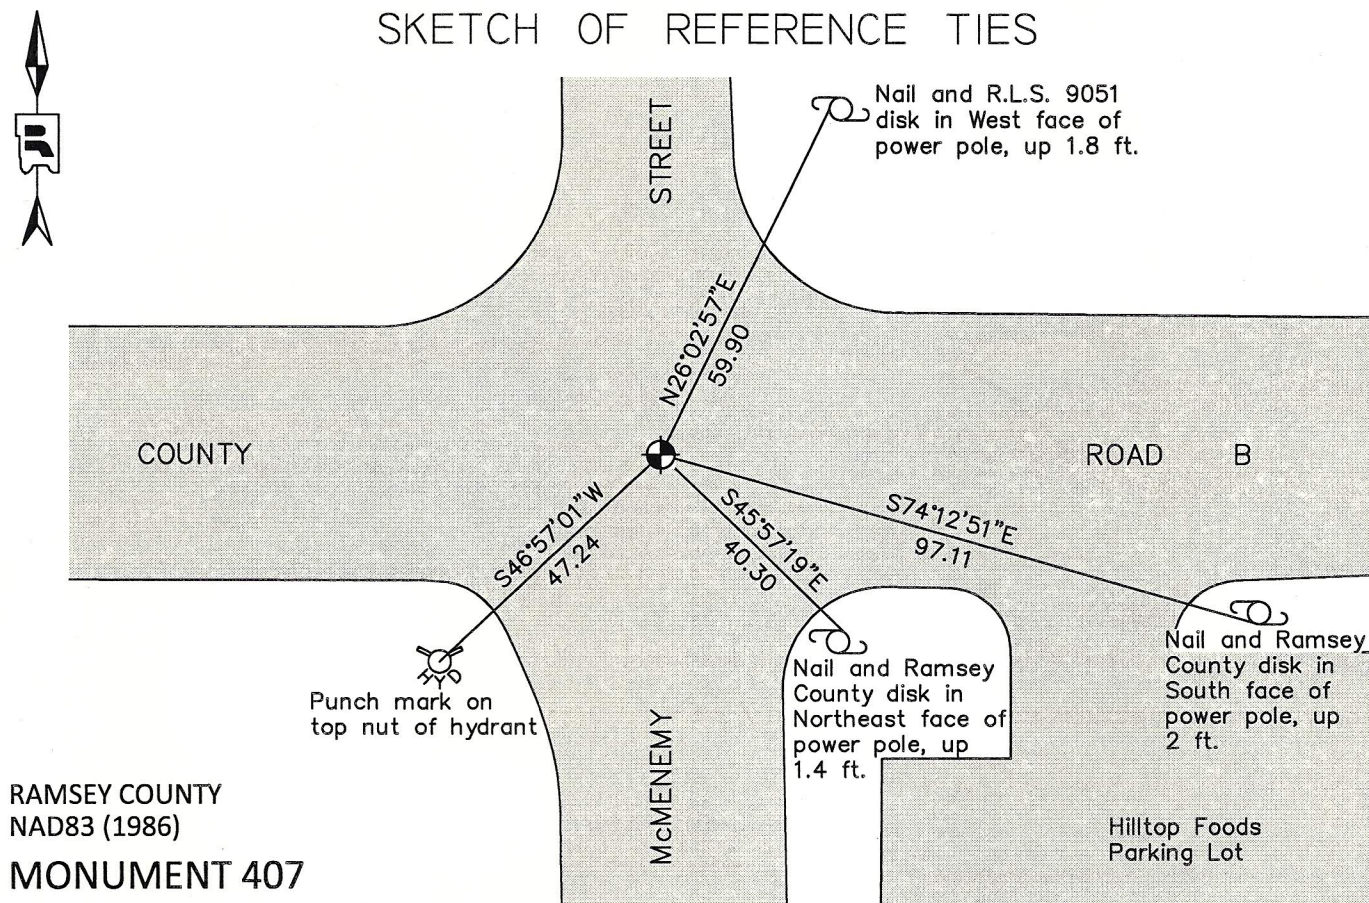 SKETCH OF REFERENCE TIES
R
STREET
Nail and R.L.S. 9051
disk in West face of
power pole, up 1.8 ft.
N26°02'57"E
59.90
COUNTY
ROAD B
S46°57'01"W
47.24
S45°57'19"E
40.30
S74°12'51"E
97.11
HYD
Punch mark on
top nut of hydrant
Nail and Ramsey
County disk in
Northeast face of
power pole, up
1.4 ft.
Nail and Ramsey
County disk in
South face of
power pole, up
2 ft.
McMENEMY
RAMSEY COUNTY
NAD83 (1986)
MONUMENT 407
Hilltop Foods
Parking Lot